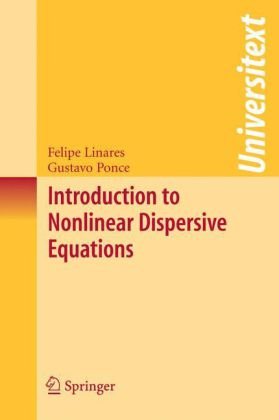 Universitext
Felipe Linares
Gustavo Ponce
Introduction to
Nonlinear Dispersive
Equations
Springer